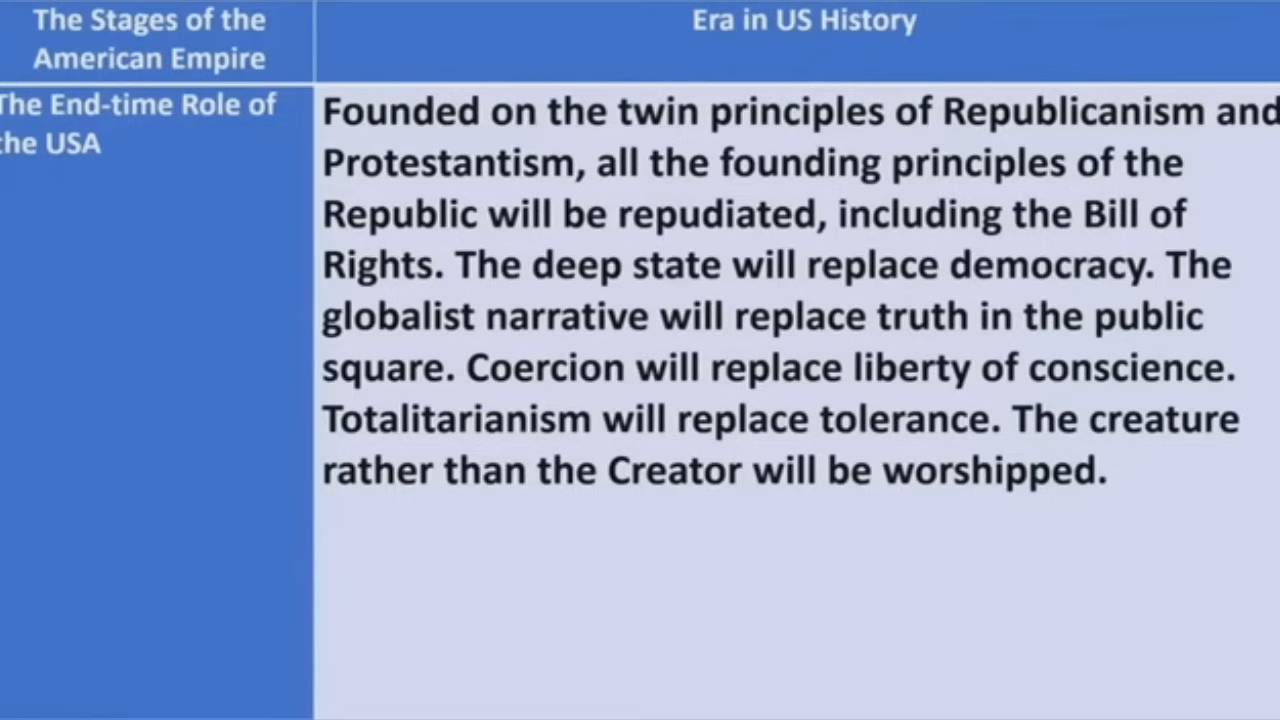 The Stages of the
American Empire
Era in US History
The End-time Role of
the USA
Founded on the twin principles of Republicanism and
Protestantism, all the founding principles of the
Republic will be repudiated, including the Bill of
Rights. The deep state will replace democracy. The
globalist narrative will replace truth in the public
square. Coercion will replace liberty of conscience.
Totalitarianism will replace tolerance. The creature
rather than the Creator will be worshipped.